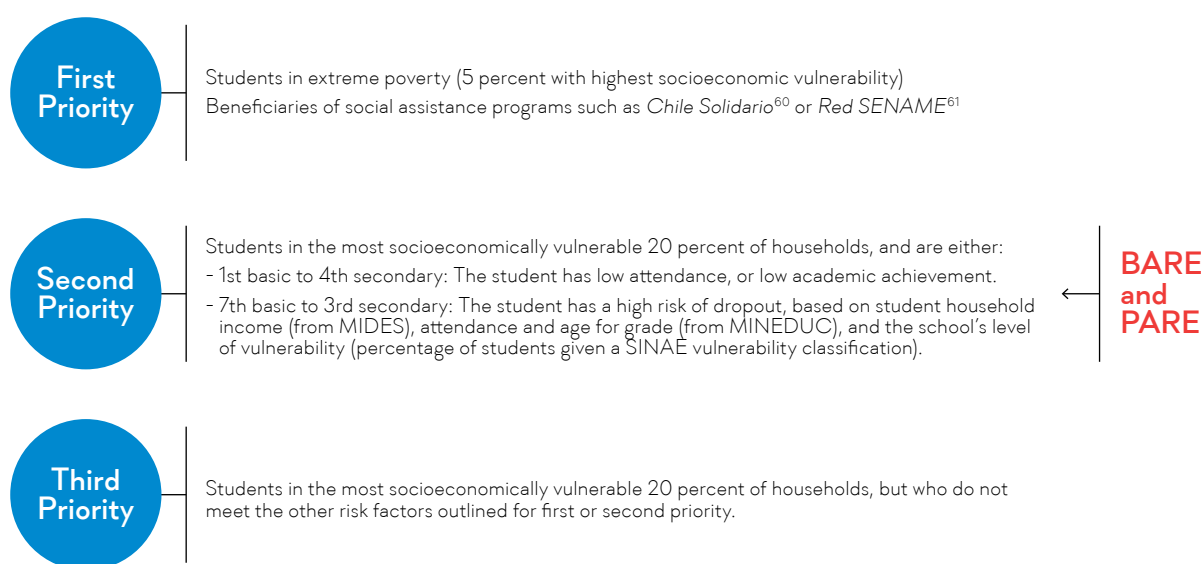 First
Priority
Students in extreme poverty (5 percent with highest socioeconomic vulnerability)
Beneficiaries of social assistance programs such as Chile Solidario60 or Red SENAME61
Second
Priority
Students in the most socioeconomically vulnerable 20 percent of households, and are either:
- 1st basic to 4th secondary: The student has low attendance, or low academic achievement.
- 7th basic to 3rd secondary: The student has a high risk of dropout, based on student household
income (from MIDES), attendance and age for grade (from MINEDUC), and the school's level
of vulnerability (percentage of students given a SINAE vulnerability classification).
BARE
and
PARE
Third
Priority
Students in the most socioeconomically vulnerable 20 percent of households, but who do not
meet the other risk factors outlined for first or second priority.